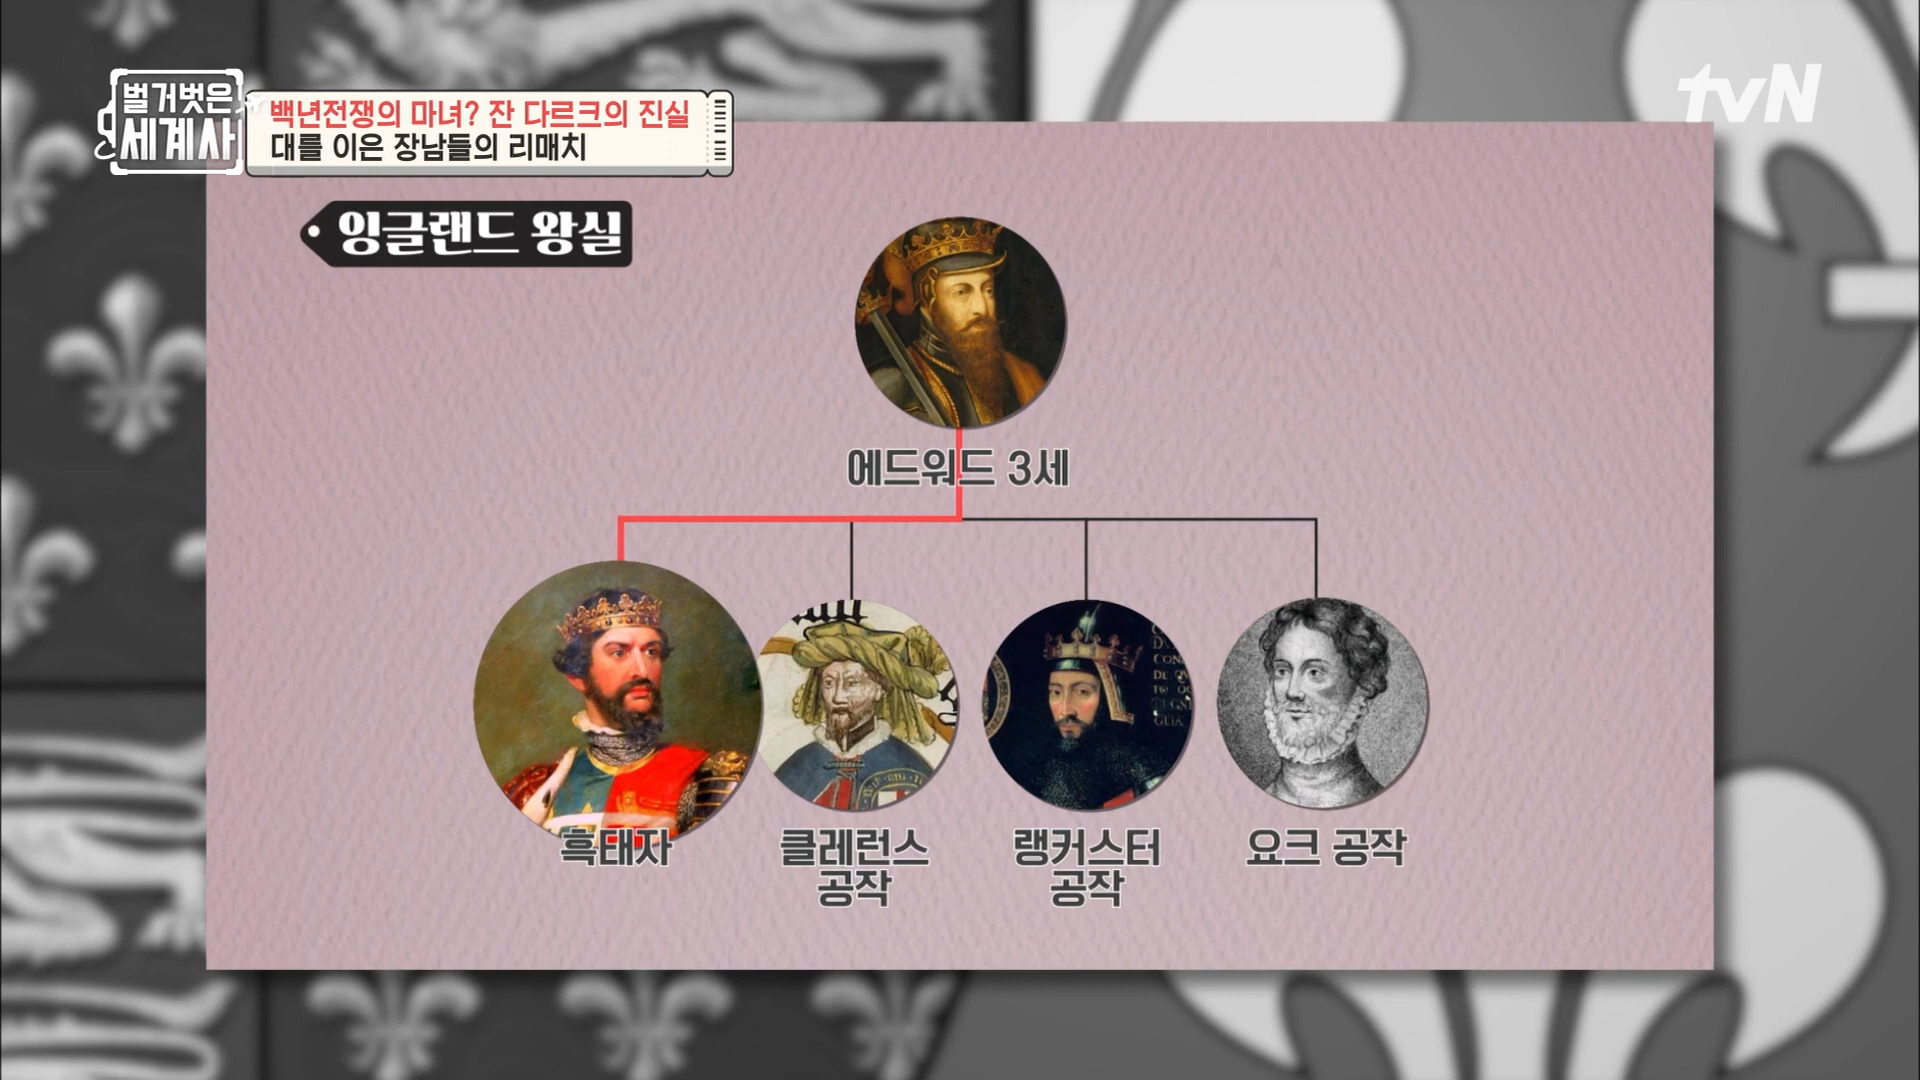 벌거벗은
세계사
백년전쟁의 마녀? 잔 다르크의 진실
대를 이은 장남들의 리매치
tvN
잉글랜드 왕실
에드워드 3세
흑태자
클레런스
공작
랭커스터
공작
요크 공작